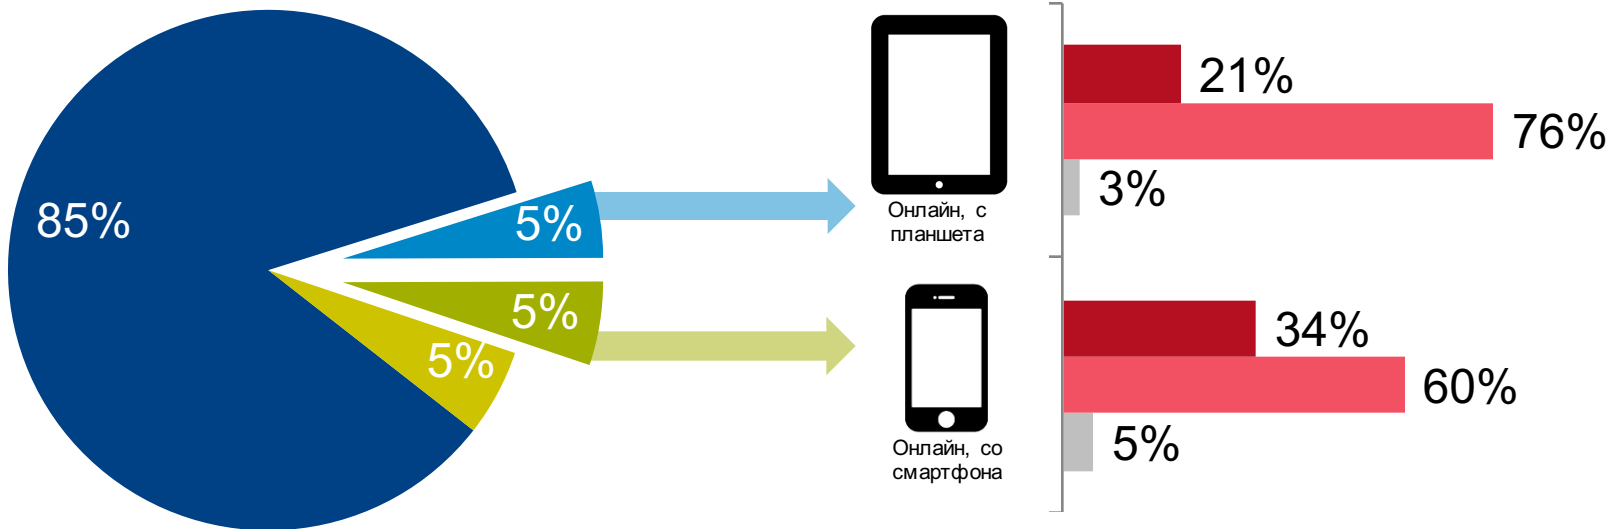 85%
5%
5%
5%
Онлайн, с
планшета
21%
76%
3%
Онлайн, со
смартфона
34%
60%
5%